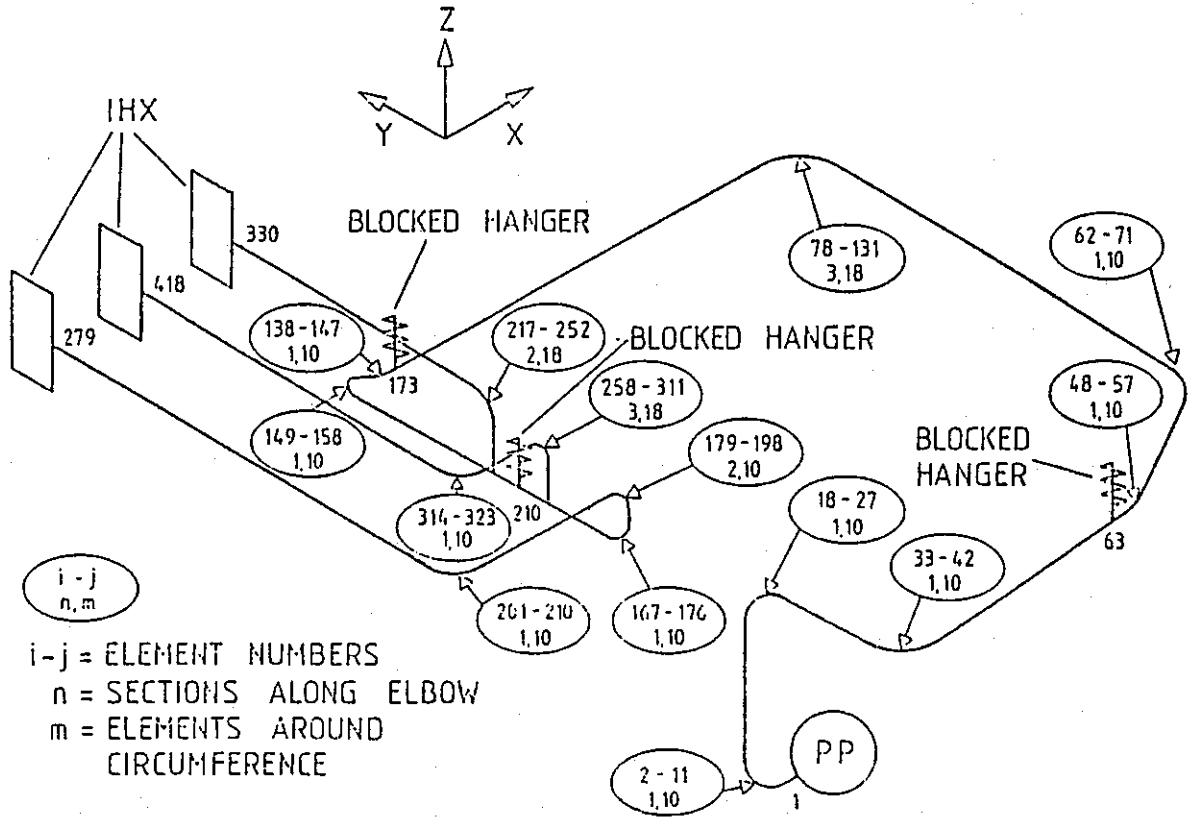 Z
Y
X
IHX
330
418
279
BLOCKED HANGER
78-131
3,18
62-71
1,10
138-147
1,10
173
217-252
2,18
BLOCKED HANGER
258-311
3,18
48-57
1,10
149-158
1,10
179-198
2,10
BLOCKED
HANGER
314-323
1,10
210
18-27
1,10
63
33-42
1,10
201-210
1,10
167-176
1,10
i-j
n,m
i-j = ELEMENT NUMBERS
n = SECTIONS ALONG ELBOW
m = ELEMENTS AROUND
CIRCUMFERENCE
PP
2-11
1,10
1